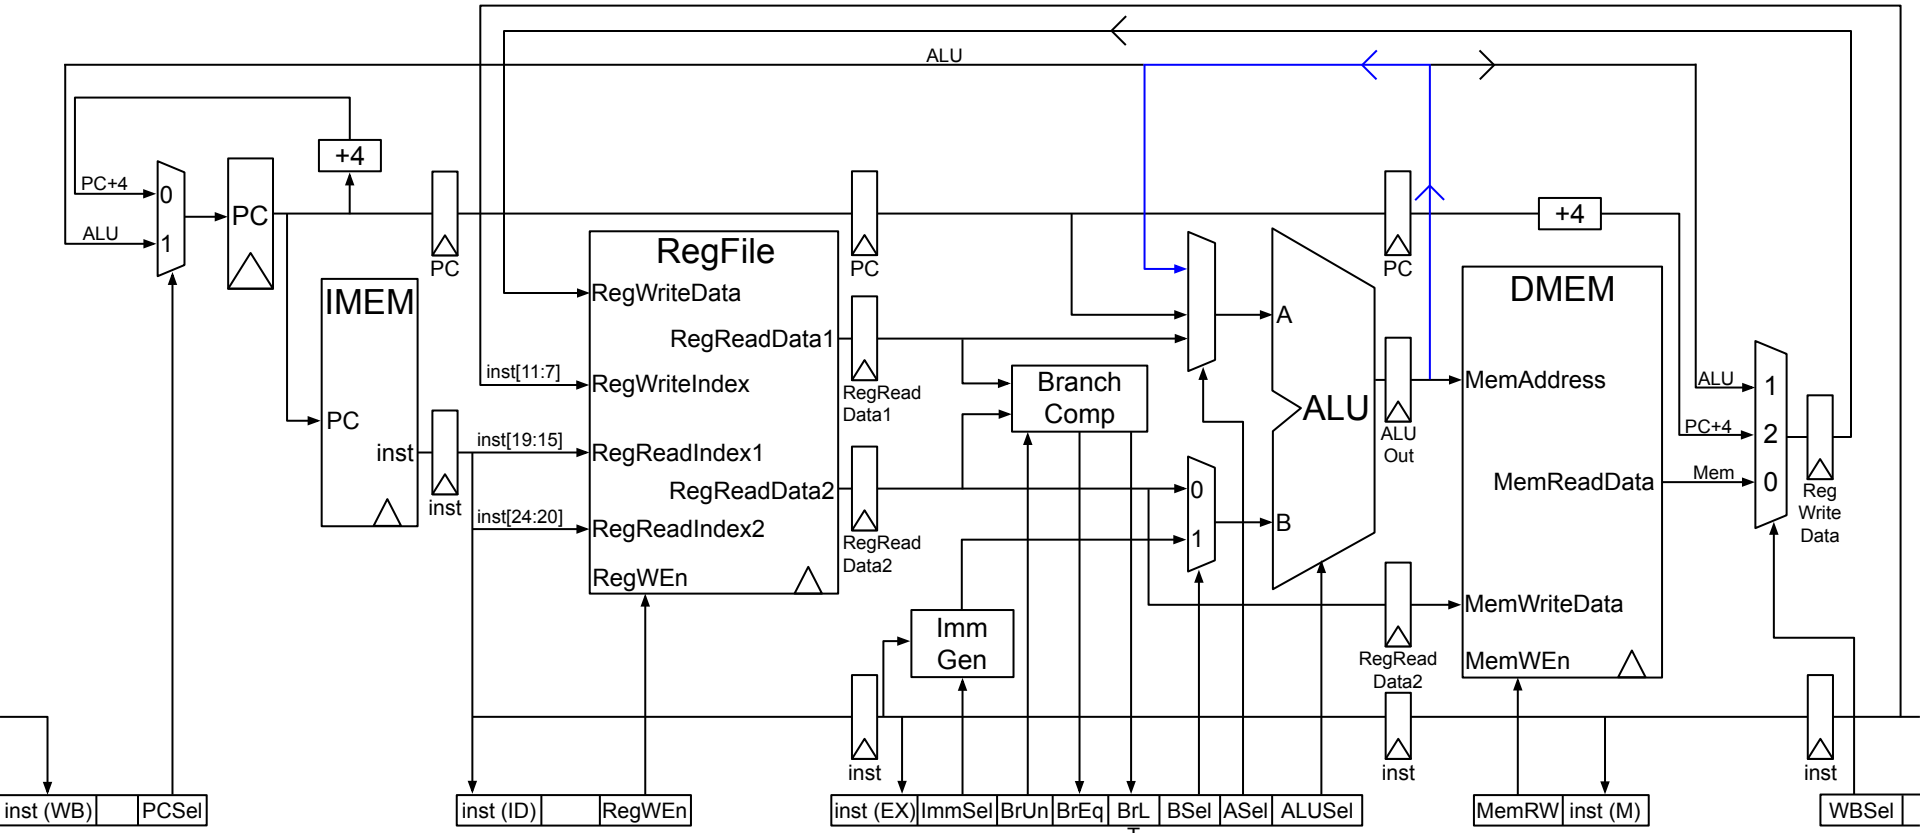 ALU
+4
PC+4
0
ALU
1
PC
PC
IMEM
PC
inst
inst
RegFile
RegWriteData
RegReadData1
inst[11:7]
RegWriteIndex
inst[19:15]
RegReadIndex1
RegReadData2
inst[24:20]
RegReadIndex2
RegWEn
PC
RegRead
Data1
RegRead
Data2
Branch
Comp
0
1
Imm
Gen
A
ALU
B
PC
ALU
Out
RegRead
Data2
+4
DMEM
MemAddress
MemReadData
MemWriteData
MemWEn
ALU
1
PC+4
2
Mem
0
Reg
Write
Data
inst
inst
inst
inst (WB)
PCSel
inst (ID)
RegWEn
inst (EX)
ImmSel
BrUn
BrEq
BrL
BSel
ASel
ALUSel
MemRW
inst (M)
WBSel